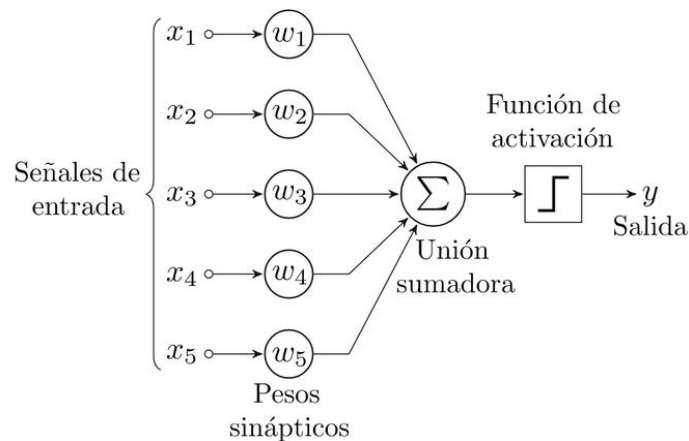 x₁ w₁
x₂ w₂
x₃ w₃
x₄ w₄
x₅ w₅
Señales de
entrada
Pesos
sinápticos
∑
Unión
sumadora
Función de
activación
y
Salida